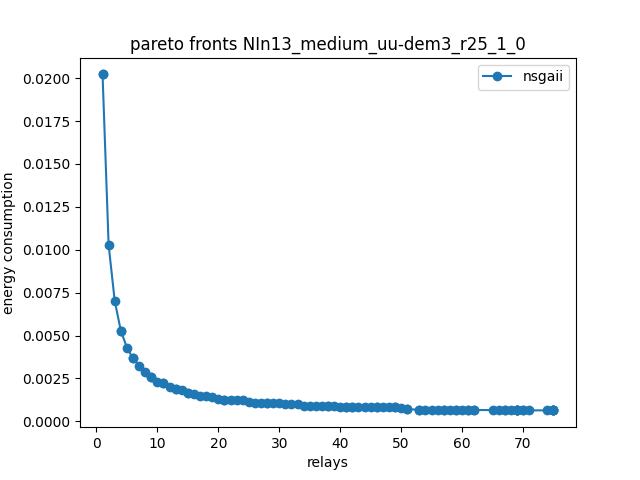 pareto fronts NIn13_medium_uu-dem3_r25_1_0
nsgaii
energy consumption
0.0200
0.0175
0.0150
0.0125
0.0100
0.0075
0.0050
0.0025
0.0000
0 10 20 30 40 50 60 70
relays